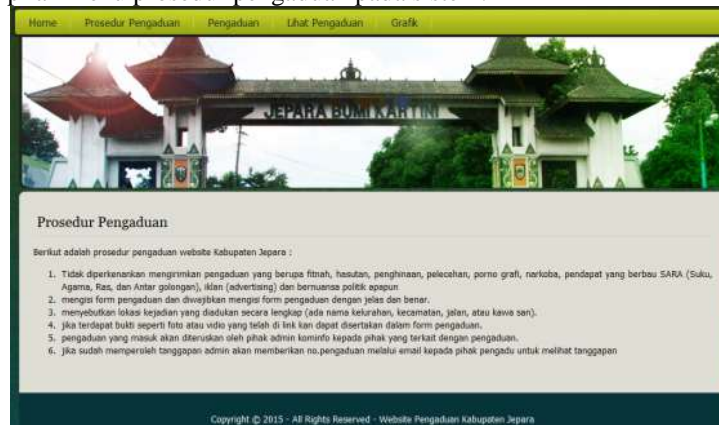 Home Prosedur Pengaduan Pengaduan Lihat Pengaduan Grafik
JEPARA BUMI KARTINI
Prosedur Pengaduan
Berikut adalah prosedur pengaduan website Kabupaten Jepara :
1. Tidak diperkenankan mengirimkan pengaduan yang berupa fitnah, hasutan, penghinaan, pelecehan, porno grafi, narkoba, pendapat yang berbau SARA (Suku,
Agama, Ras, dan Antar golongan), iklan (advertising) dan bernuansa politik apapun
2. mengisi form pengaduan dan diwajibkan mengisi form pengaduan dengan jelas dan benar.
3. menyebutkan lokasi kejadian yang diadukan secara lengkap (ada nama kelurahan, kecamatan, jalan, atau kawa san).
4. jika terdapat bukti seperti foto atau vidio yang telah di link kan dapat disertakan dalam form pengaduan.
5. pengaduan yang masuk akan diteruskan oleh pihak admin kominfo kepada pihak yang terkait dengan pengaduan.
6. jika sudah memperoleh tanggapan admin akan memberikan no.pengaduan melalui email kepada pihak pengadu untuk melihat tanggapan
Copyright © 2015 - All Rights Reserved - Website Pengaduan Kabupaten Jepara